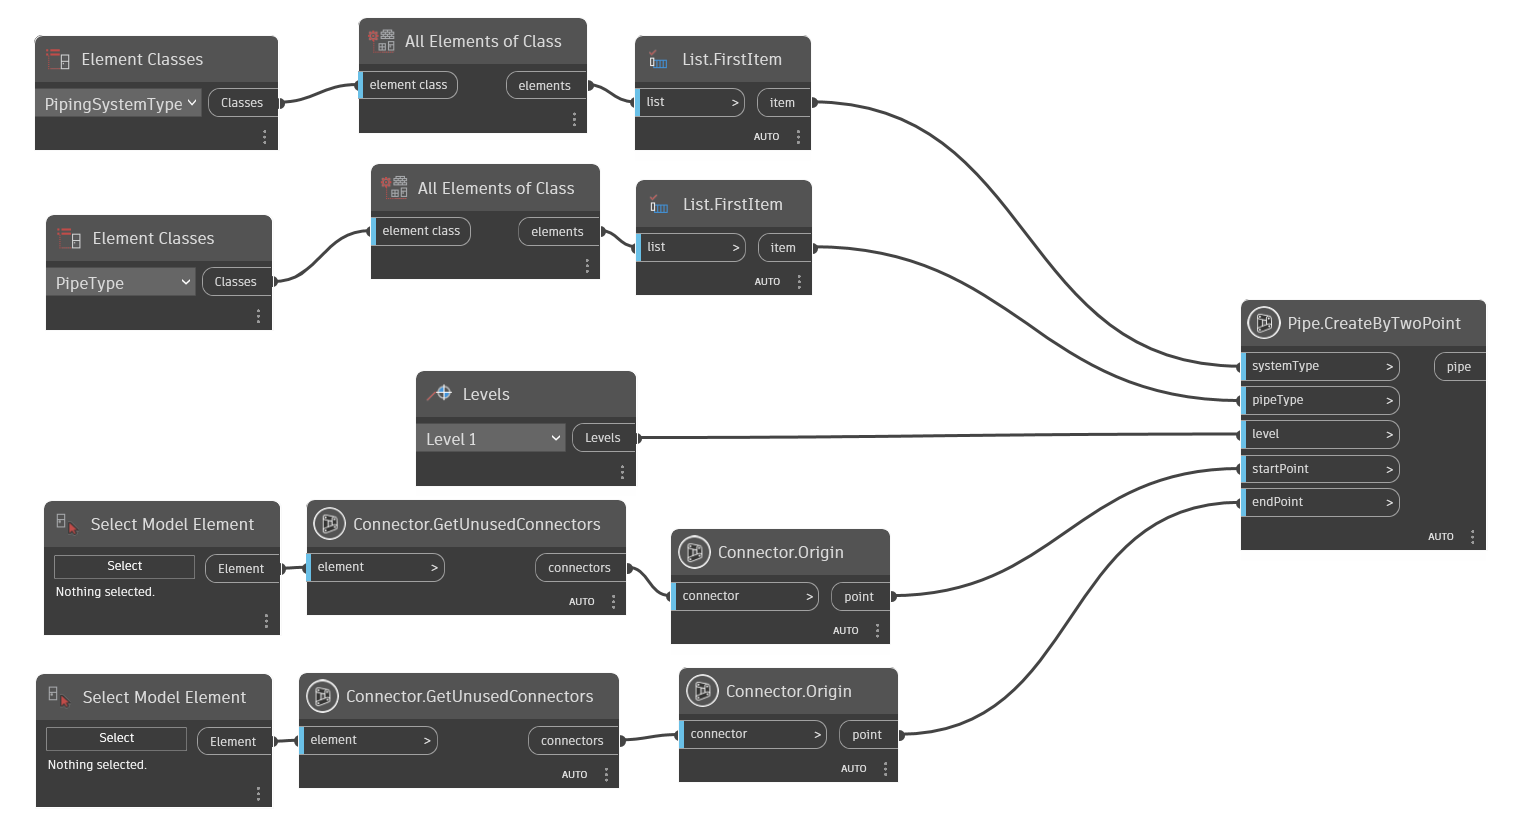 Element Classes
PipingSystemType
Classes
All Elements of Class
element class
elements
List.FirstItem
list >
item
AUTO
Element Classes
PipeType
Classes
All Elements of Class
element class
elements
List.FirstItem
list >
item
AUTO
Levels
Level 1
Levels
Select Model Element
Select
Element
Nothing selected.
Connector.GetUnusedConnectors
element >
connectors
AUTO
Connector.Origin
connector >
point
AUTO
Select Model Element
Select
Element
Nothing selected.
Connector.GetUnusedConnectors
element >
connectors
AUTO
Connector.Origin
connector >
point
AUTO
Pipe.CreateByTwoPoint
systemType >
pipe
pipeType >
level >
startPoint >
endPoint >
AUTO